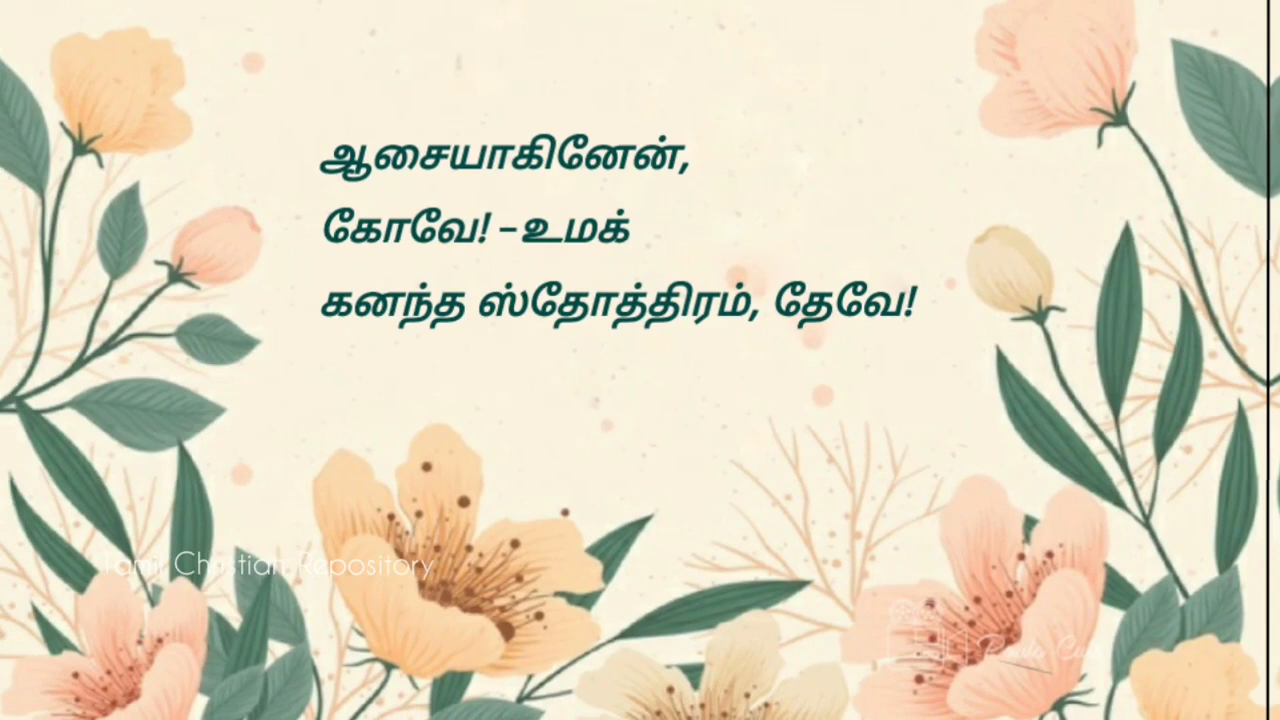 ஆசையாகினேன்,
கோவே! –உமக்
கனந்த ஸ்தோத்திரம், தேவே!
Tamil Christian Repository